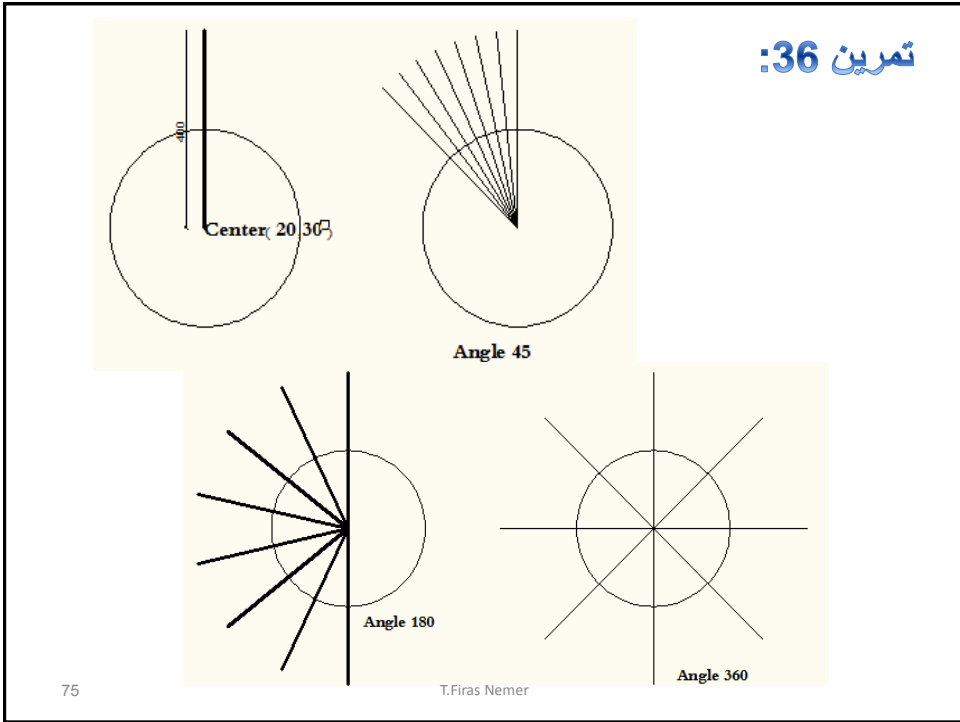 تمرين 36:
400
Center( 20,30)
Angle 45
Angle 180
Angle 360
75
T.Firas Nemer